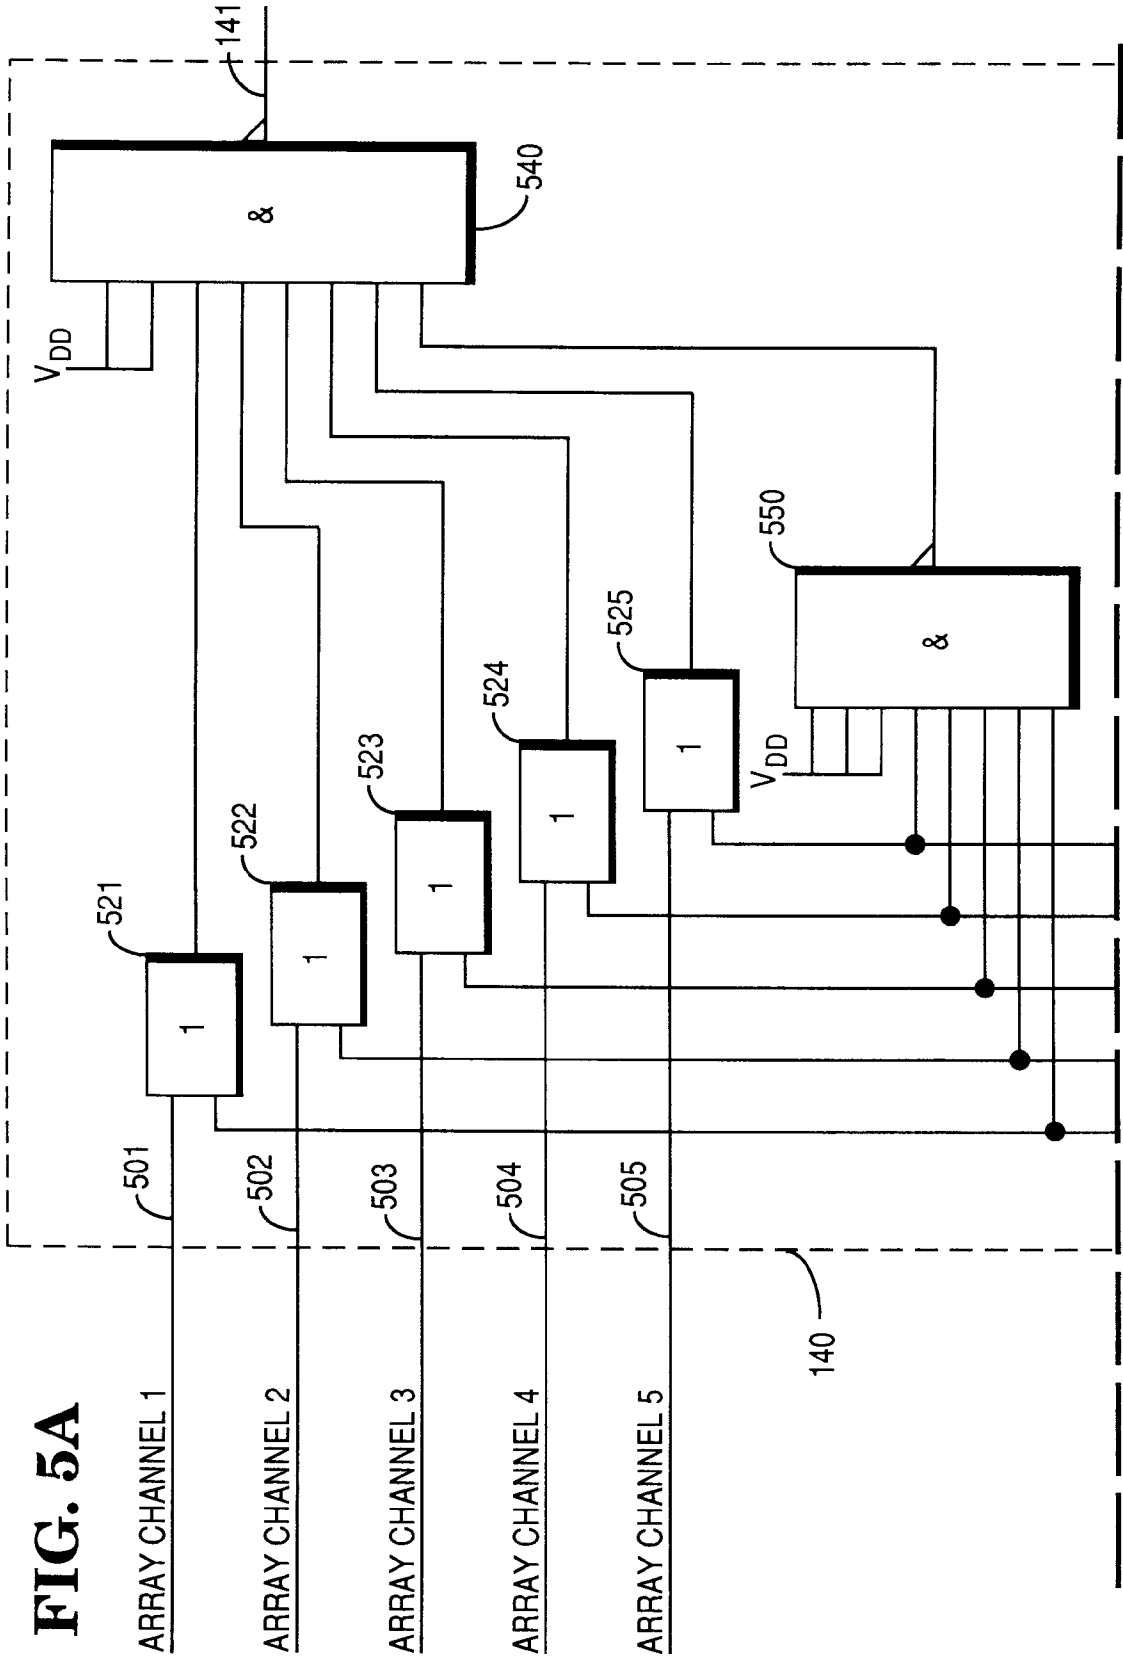 FIG. 5A
ARRAY CHANNEL 1
501
521
1
ARRAY CHANNEL 2
502
522
1
ARRAY CHANNEL 3
503
523
1
ARRAY CHANNEL 4
504
524
1
ARRAY CHANNEL 5
505
525
1
VDD
&
540
141
VDD
&
550
140